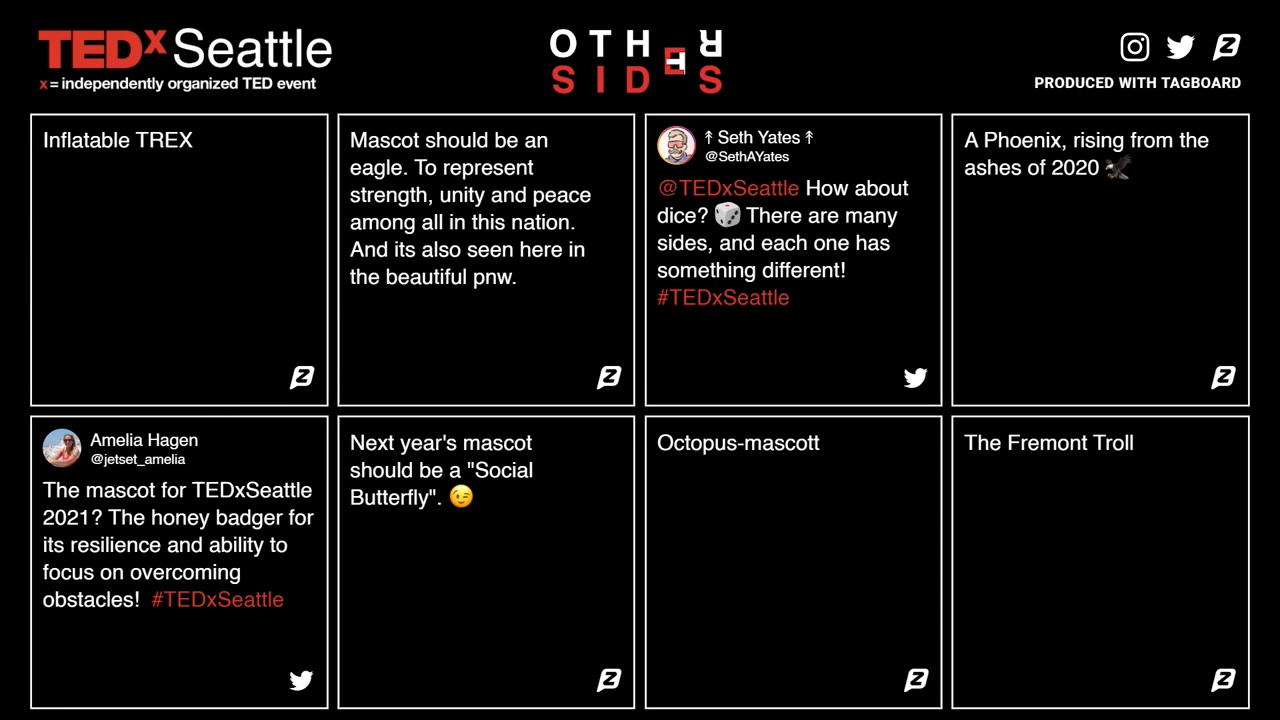 TEDxSeattle
x = independently organized TED event
OTHER
SIDES
PRODUCED WITH TAGBOARD
Inflatable TREX
Mascot should be an
eagle. To represent
strength, unity and peace
among all in this nation.
And its also seen here in
the beautiful pnw.
↟ Seth Yates ↟
@SethAYates
@TEDxSeattle How about
dice? 🎲 There are many
sides, and each one has
something different!
#TEDxSeattle
A Phoenix, rising from the
ashes of 2020 🦅
Amelia Hagen
@jetset_amelia
The mascot for TEDxSeattle
2021? The honey badger for
its resilience and ability to
focus on overcoming
obstacles! #TEDxSeattle
Next year's mascot
should be a "Social
Butterfly". 😉
Octopus-mascott
The Fremont Troll